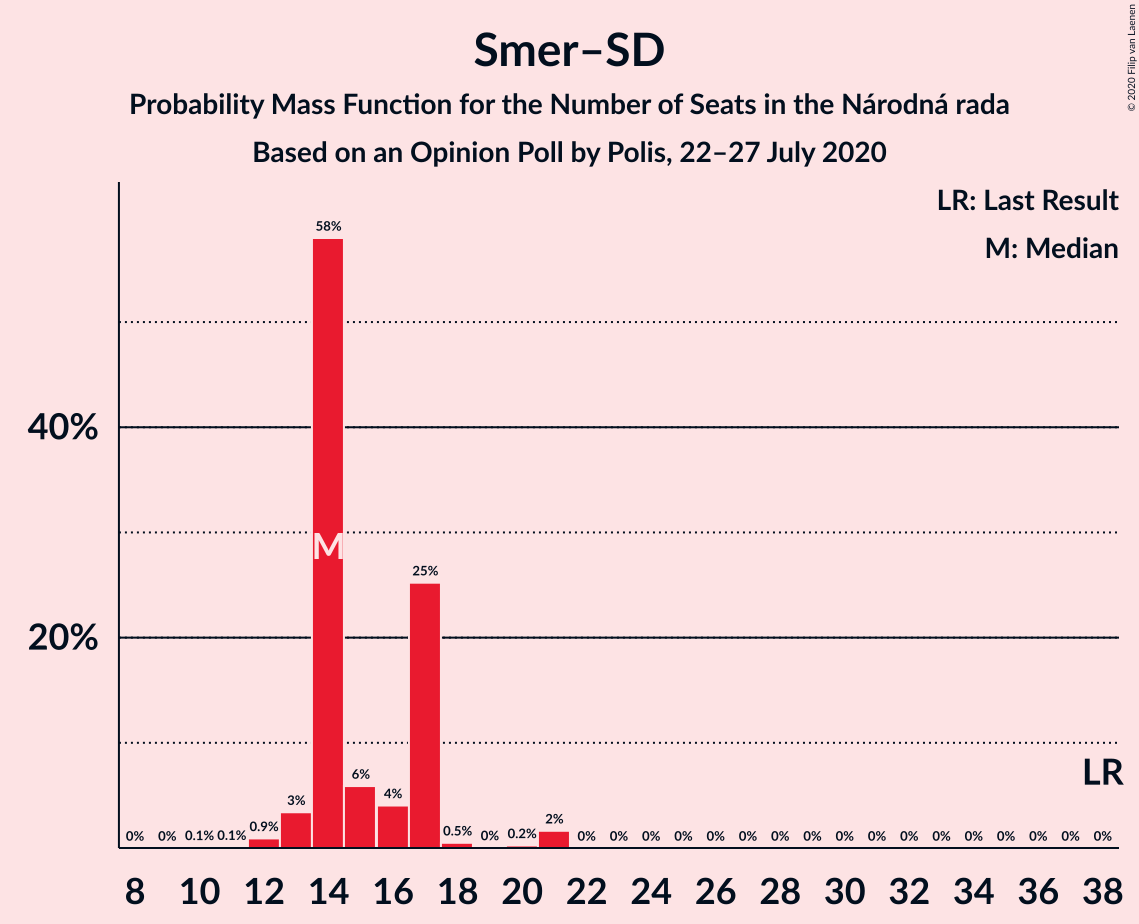 Smer–SD
Probability Mass Function for the Number of Seats in the Národná rada
Based on an Opinion Poll by Polis, 22–27 July 2020
© 2020 Filip van Laenen
LR: Last Result
M: Median
40%
20%
58%
M
25%
LR
0% 0% 0.1% 0.1% 0.9% 3% 6% 4% 0.5% 0% 0.2% 2% 0% 0% 0% 0% 0% 0% 0% 0% 0% 0% 0% 0% 0% 0% 0% 0% 0%
8 10 12 14 16 18 20 22 24 26 28 30 32 34 36 38